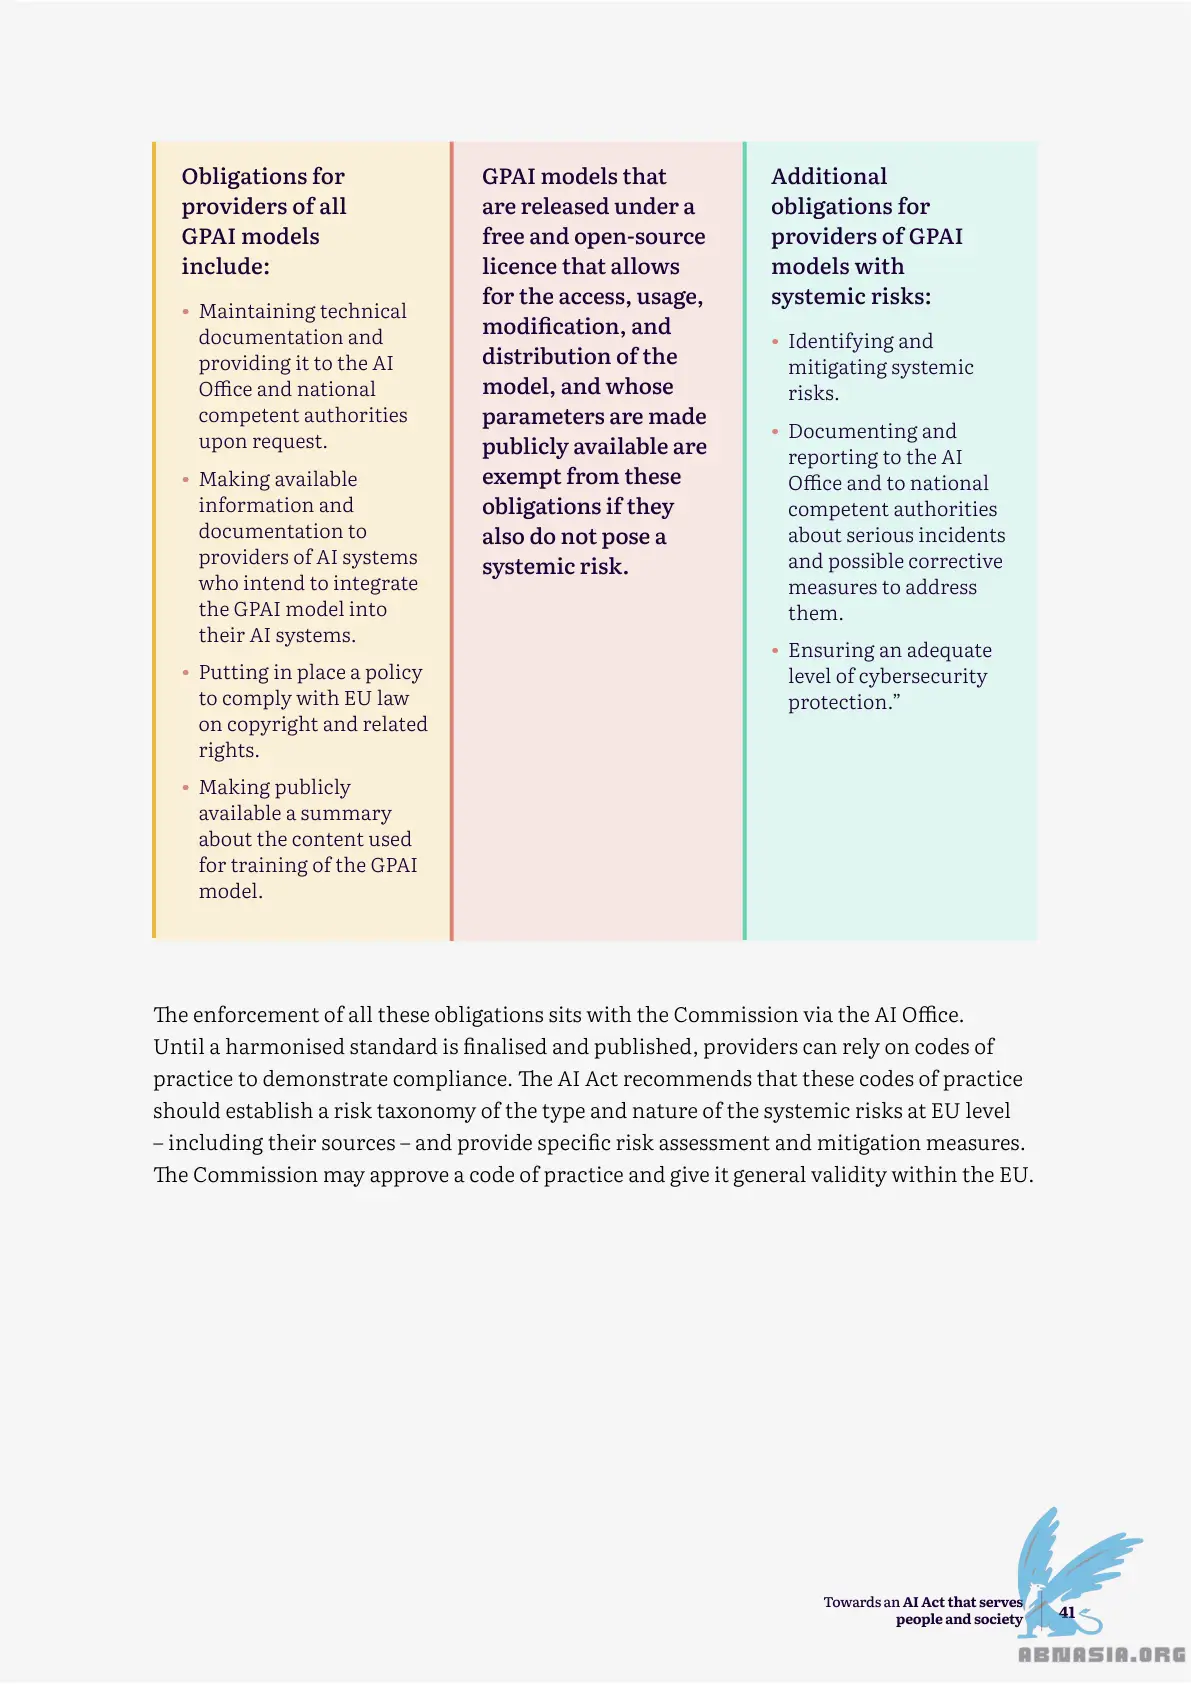 Obligations for
providers of all
GPAI models
include:
• Maintaining technical
documentation and
providing it to the AI
Office and national
competent authorities
upon request.
• Making available
information and
documentation to
providers of AI systems
who intend to integrate
the GPAI model into
their AI systems.
• Putting in place a policy
to comply with EU law
on copyright and related
rights.
• Making publicly
available a summary
about the content used
for training of the GPAI
model.
GPAI models that
are released under a
free and open-source
licence that allows
for the access, usage,
modification, and
distribution of the
model, and whose
parameters are made
publicly available are
exempt from these
obligations if they
also do not pose a
systemic risk.
Additional
obligations for
providers of GPAI
models with
systemic risks:
• Identifying and
mitigating systemic
risks.
• Documenting and
reporting to the AI
Office and to national
competent authorities
about serious incidents
and possible corrective
measures to address
them.
• Ensuring an adequate
level of cybersecurity
protection.”
The enforcement of all these obligations sits with the Commission via the AI Office.
Until a harmonised standard is finalised and published, providers can rely on codes of
practice to demonstrate compliance. The AI Act recommends that these codes of practice
should establish a risk taxonomy of the type and nature of the systemic risks at EU level
– including their sources – and provide specific risk assessment and mitigation measures.
The Commission may approve a code of practice and give it general validity within the EU.
Towards an AI Act that serves
people and society
41
ABNASIA.ORG